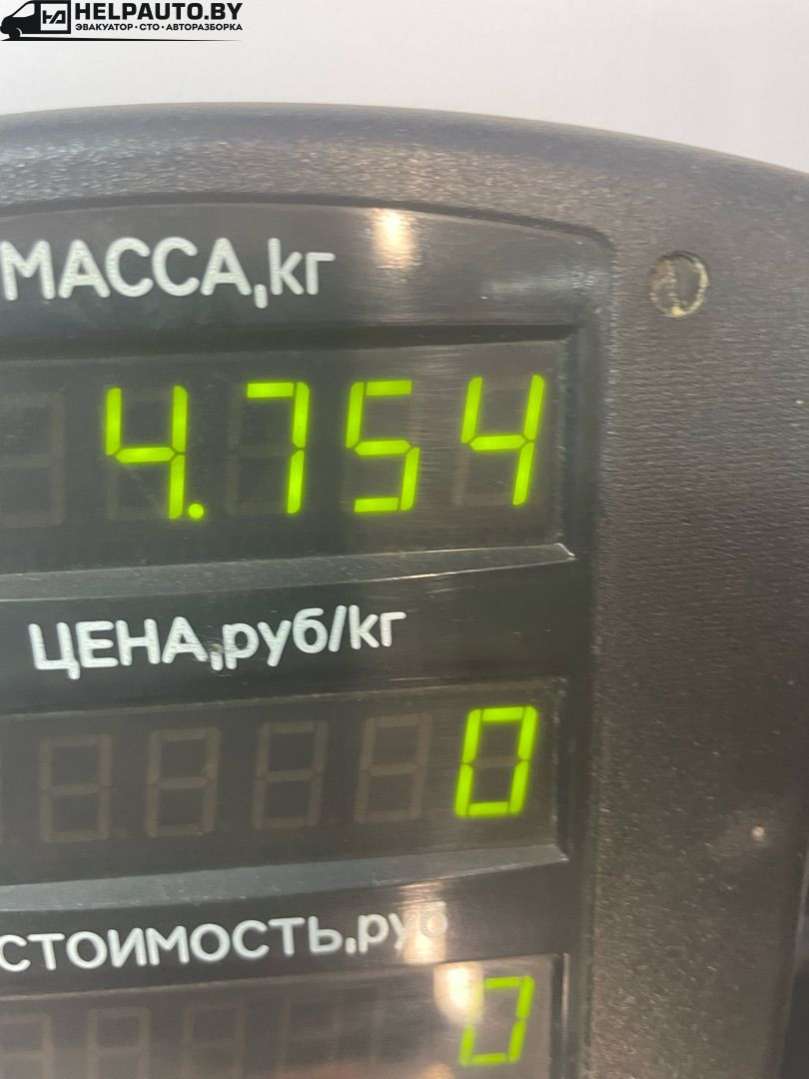 HELPAUTO.BY
ЭВАКУАТОР • СТО • АВТОРАЗБОРКА
МАССА,кг
4.754
ЦЕНА,руб/кг
0
СТОИМОСТЬ,руб
0